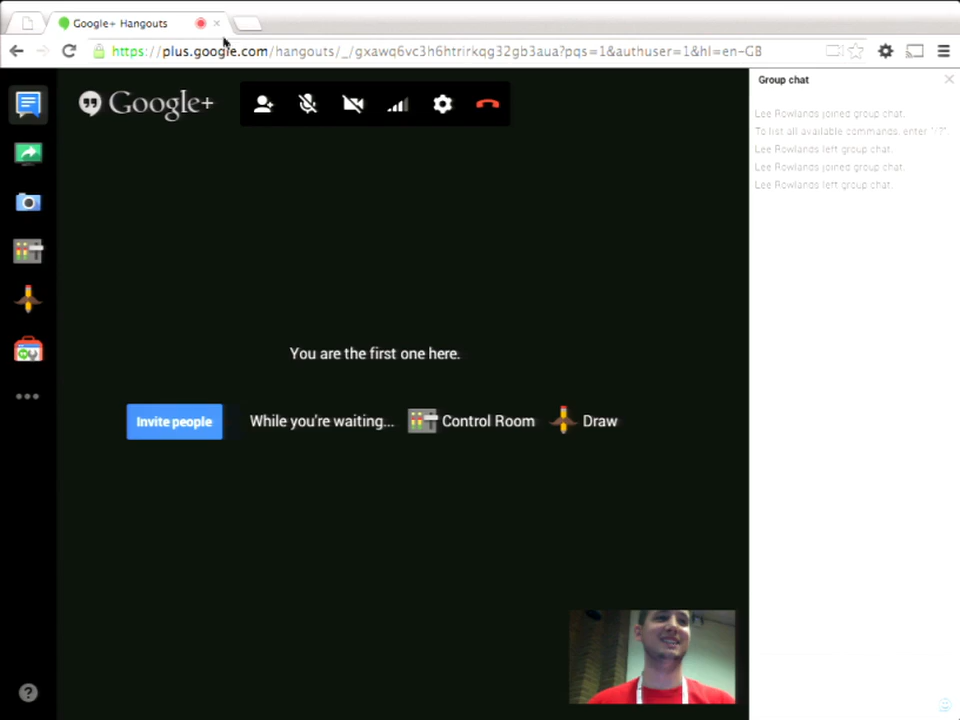 Google+ Hangouts
https://plus.google.com/hangouts/_/gxawq6vc3h6htrirkqg32gb3aua?pqs=1&authuser=1&hl=en-GB
Google+
Group chat
Lee Rowlands joined group chat.
To list all available commands, enter "/?".
Lee Rowlands left group chat.
Lee Rowlands joined group chat.
Lee Rowlands left group chat.
You are the first one here.
Invite people
While you're waiting... Control Room Draw